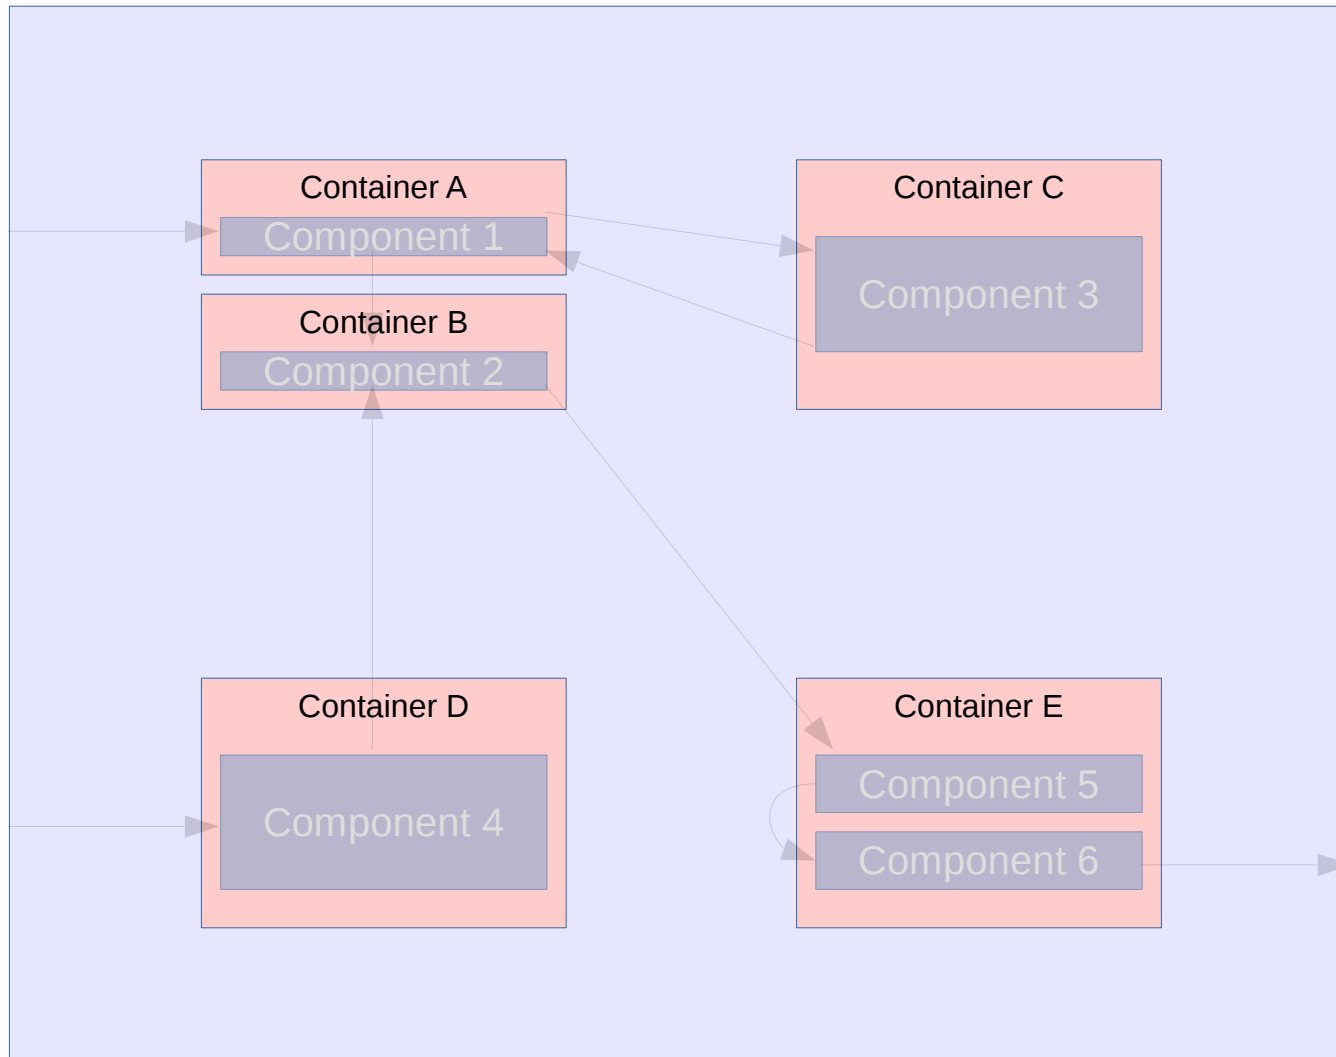 Container A
Component 1
Container B
Component 2
Container C
Component 3
Container D
Component 4
Container E
Component 5
Component 6